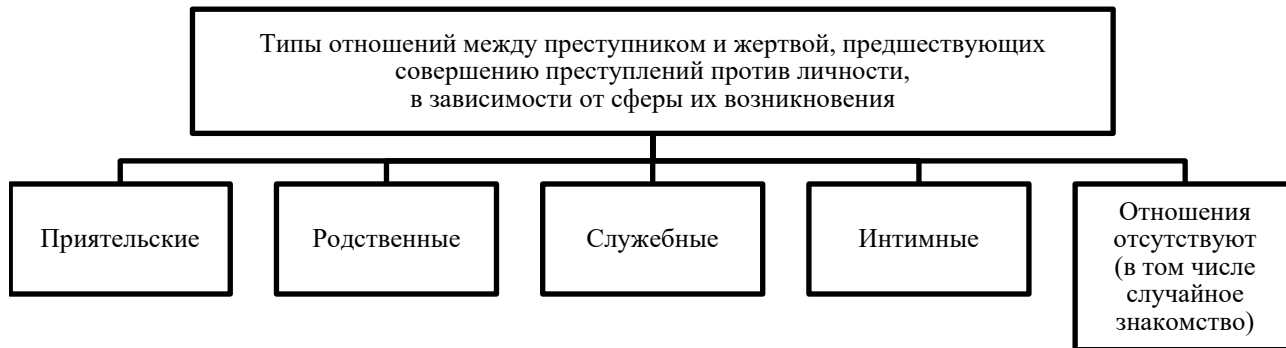 Типы отношений между преступником и жертвой, предшествующих
совершению преступлений против личности,
в зависимости от сферы их возникновения
Приятельские
Родственные
Служебные
Интимные
Отношения
отсутствуют
(в том числе
случайное
знакомство)